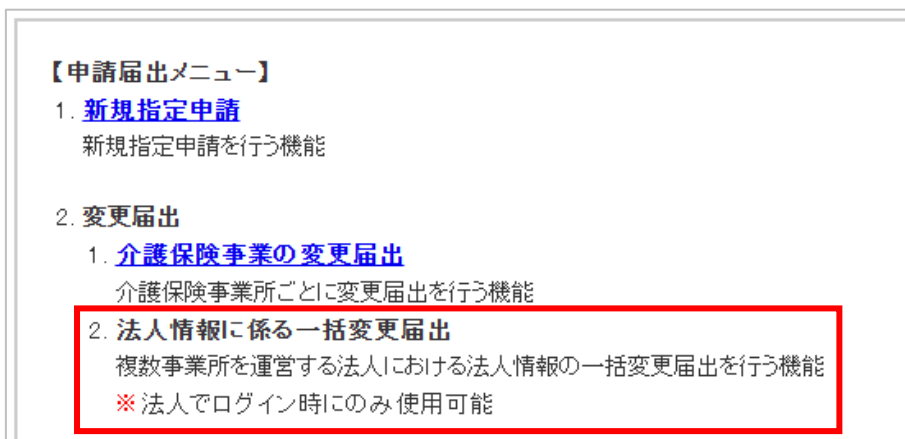 【申請届出メニュー】
1. 新規指定申請
新規指定申請を行う機能
2. 変更届出
1. 介護保険事業の変更届出
介護保険事業所ごとに変更届出を行う機能
2. 法人情報に係る一括変更届出
複数事業所を運営する法人における法人情報の一括変更届出を行う機能
※法人でログイン時にのみ使用可能